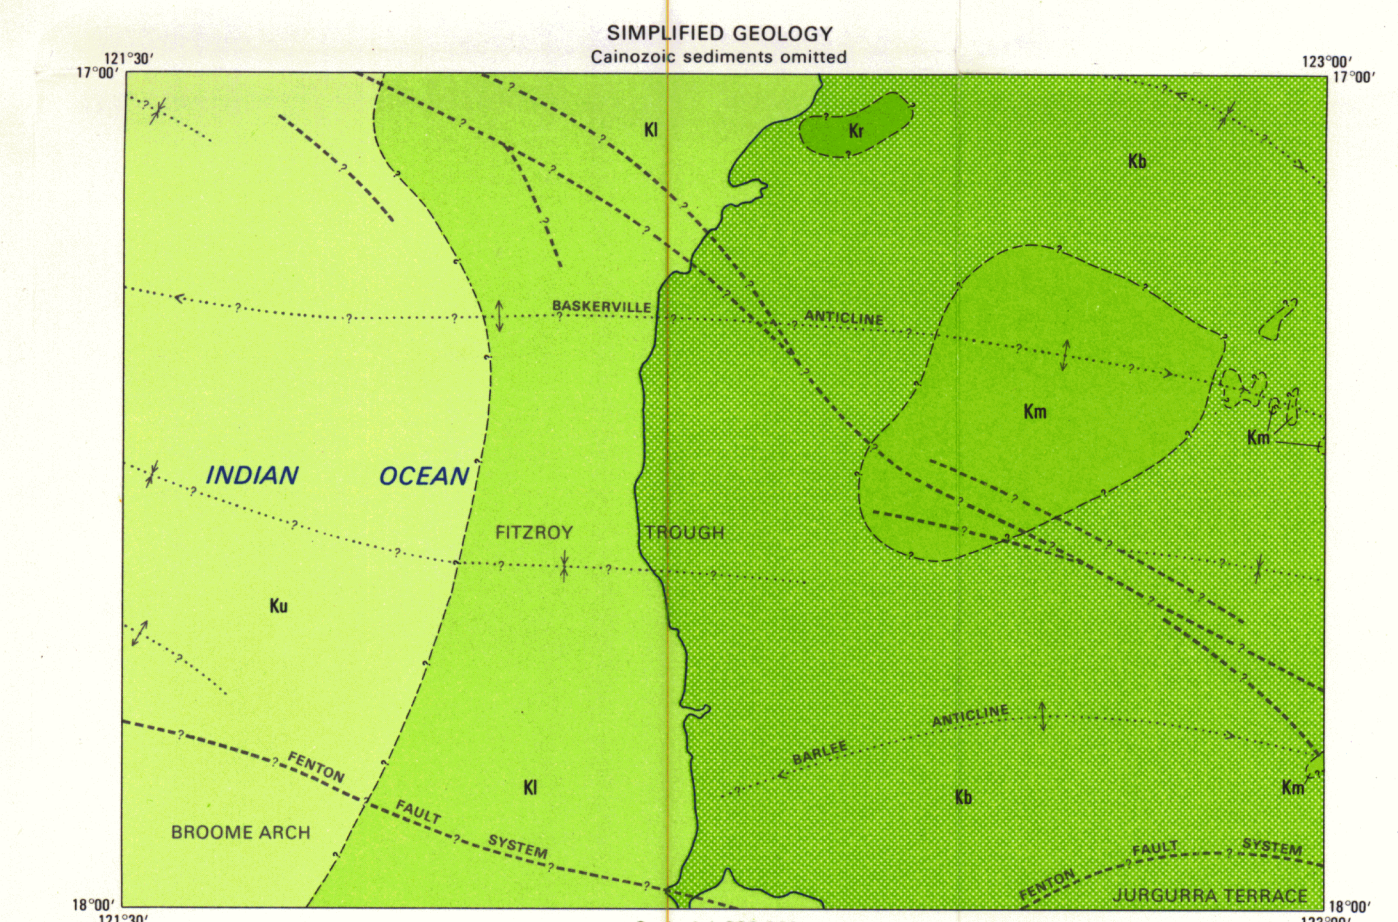 SIMPLIFIED GEOLOGY
Cainozoic sediments omitted
121°30'
123°00'
17°00'
17°00'
Kl
Kr
Kb
BASKERVILLE
ANTICLINE
Km
Km
INDIAN OCEAN
FITZROY TROUGH
Ku
ANTICLINE
BARLEE
FENTON
Kl
Kb
Km
FAULT
SYSTEM
BROOME ARCH
FAULT
SYSTEM
FENTON
JURGURRA TERRACE
18°00'
18°00'
121°30'